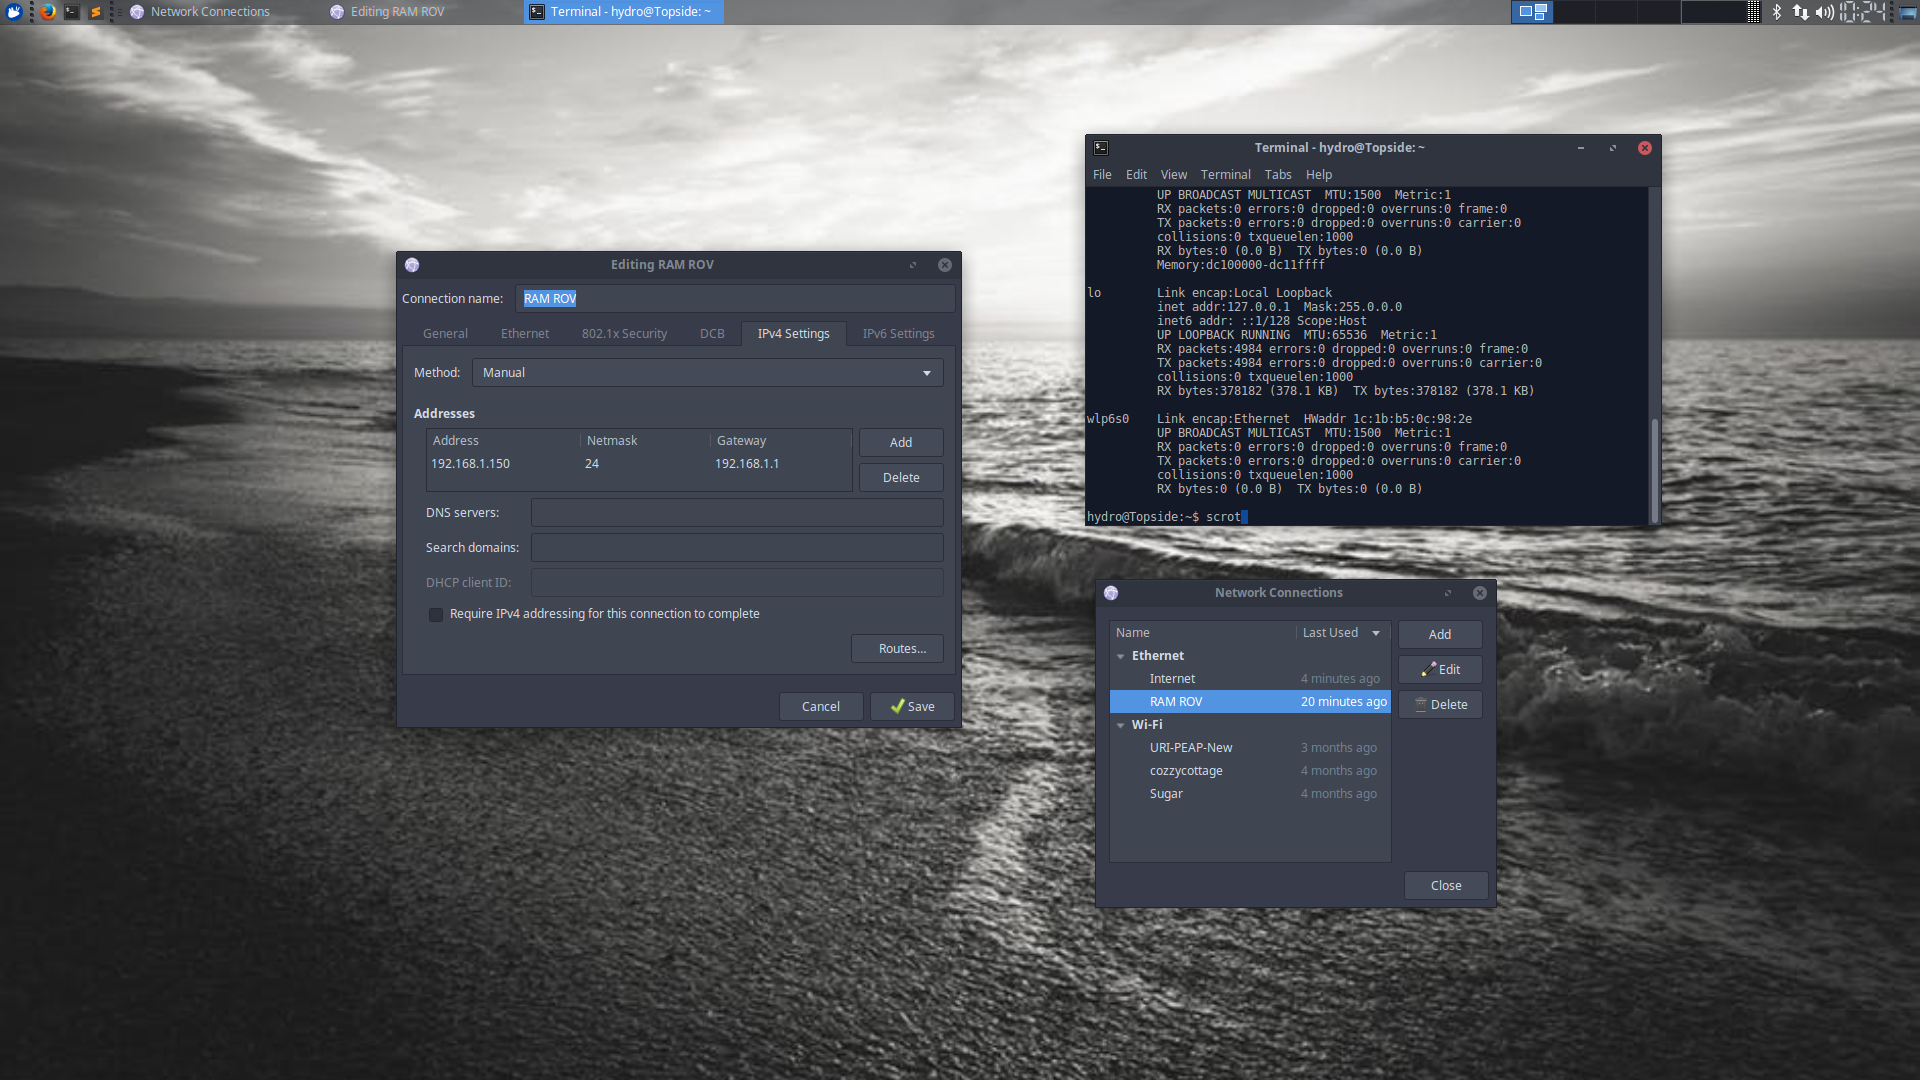 Network Connections
Editing RAM ROV
Terminal - hydro@Topside: ~
10:24
Terminal - hydro@Topside: ~
File Edit View Terminal Tabs Help
UP BROADCAST MULTICAST  MTU:1500  Metric:1
RX packets:0 errors:0 dropped:0 overruns:0 frame:0
TX packets:0 errors:0 dropped:0 overruns:0 carrier:0
collisions:0 txqueuelen:1000
RX bytes:0 (0.0 B)  TX bytes:0 (0.0 B)
Memory:dc100000-dc11ffff
lo        Link encap:Local Loopback
inet addr:127.0.0.1  Mask:255.0.0.0
inet6 addr: ::1/128 Scope:Host
UP LOOPBACK RUNNING  MTU:65536  Metric:1
RX packets:4984 errors:0 dropped:0 overruns:0 frame:0
TX packets:4984 errors:0 dropped:0 overruns:0 carrier:0
collisions:0 txqueuelen:1000
RX bytes:378182 (378.1 KB)  TX bytes:378182 (378.1 KB)
wlp6s0    Link encap:Ethernet  HWaddr 1c:1b:b5:0c:98:2e
UP BROADCAST MULTICAST  MTU:1500  Metric:1
RX packets:0 errors:0 dropped:0 overruns:0 frame:0
TX packets:0 errors:0 dropped:0 overruns:0 carrier:0
collisions:0 txqueuelen:1000
RX bytes:0 (0.0 B)  TX bytes:0 (0.0 B)
hydro@Topside:~$ scrot
Editing RAM ROV
Connection name: RAM ROV
General Ethernet 802.1x Security DCB IPv4 Settings IPv6 Settings
Method: Manual
Addresses
Address Netmask Gateway
192.168.1.150 24 192.168.1.1
Add
Delete
DNS servers:
Search domains:
DHCP client ID:
Require IPv4 addressing for this connection to complete
Routes...
Cancel Save
Network Connections
Name Last Used
Ethernet
Internet 4 minutes ago
RAM ROV 20 minutes ago
Wi-Fi
URI-PEAP-New 3 months ago
cozzycottage 4 months ago
Sugar 4 months ago
Add
Edit
Delete
Close